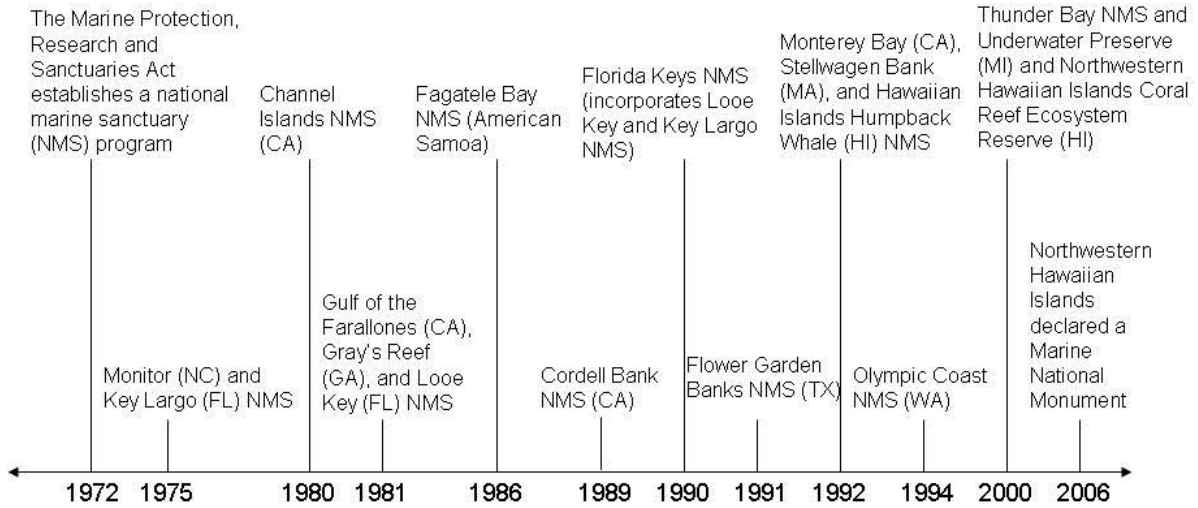 The Marine Protection,
Research and
Sanctuaries Act
establishes a national
marine sanctuary
(NMS) program
Channel
Islands NMS
(CA)
Fagatele Bay
NMS (American
Samoa)
Florida Keys NMS
(incorporates Looe
Key and Key Largo
NMS)
Monterey Bay (CA),
Stellwagen Bank
(MA), and Hawaiian
Islands Humpback
Whale (HI) NMS
Thunder Bay NMS and
Underwater Preserve
(MI) and Northwestern
Hawaiian Islands Coral
Reef Ecosystem
Reserve (HI)
Monitor (NC) and
Key Largo (FL) NMS
Gulf of the
Farallones (CA),
Gray's Reef
(GA), and Looe
Key (FL) NMS
Cordell Bank
NMS (CA)
Flower Garden
Banks NMS (TX)
Olympic Coast
NMS (WA)
Northwestern
Hawaiian
Islands
declared a
Marine
National
Monument
1972 1975 1980 1981 1986 1989 1990 1991 1992 1994 2000 2006